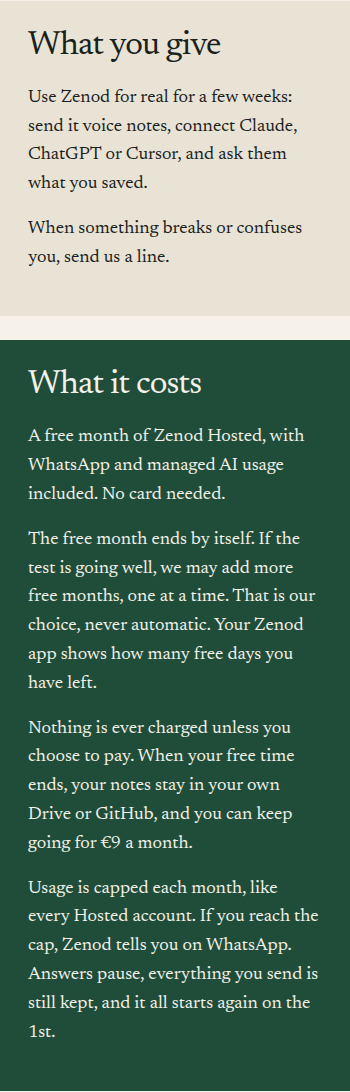 What you give
Use Zenod for real for a few weeks:
send it voice notes, connect Claude,
ChatGPT or Cursor, and ask them
what you saved.
When something breaks or confuses
you, send us a line.
What it costs
A free month of Zenod Hosted, with
WhatsApp and managed AI usage
included. No card needed.
The free month ends by itself. If the
test is going well, we may add more
free months, one at a time. That is our
choice, never automatic. Your Zenod
app shows how many free days you
have left.
Nothing is ever charged unless you
choose to pay. When your free time
ends, your notes stay in your own
Drive or GitHub, and you can keep
going for €9 a month.
Usage is capped each month, like
every Hosted account. If you reach the
cap, Zenod tells you on WhatsApp.
Answers pause, everything you send is
still kept, and it all starts again on the
1st.